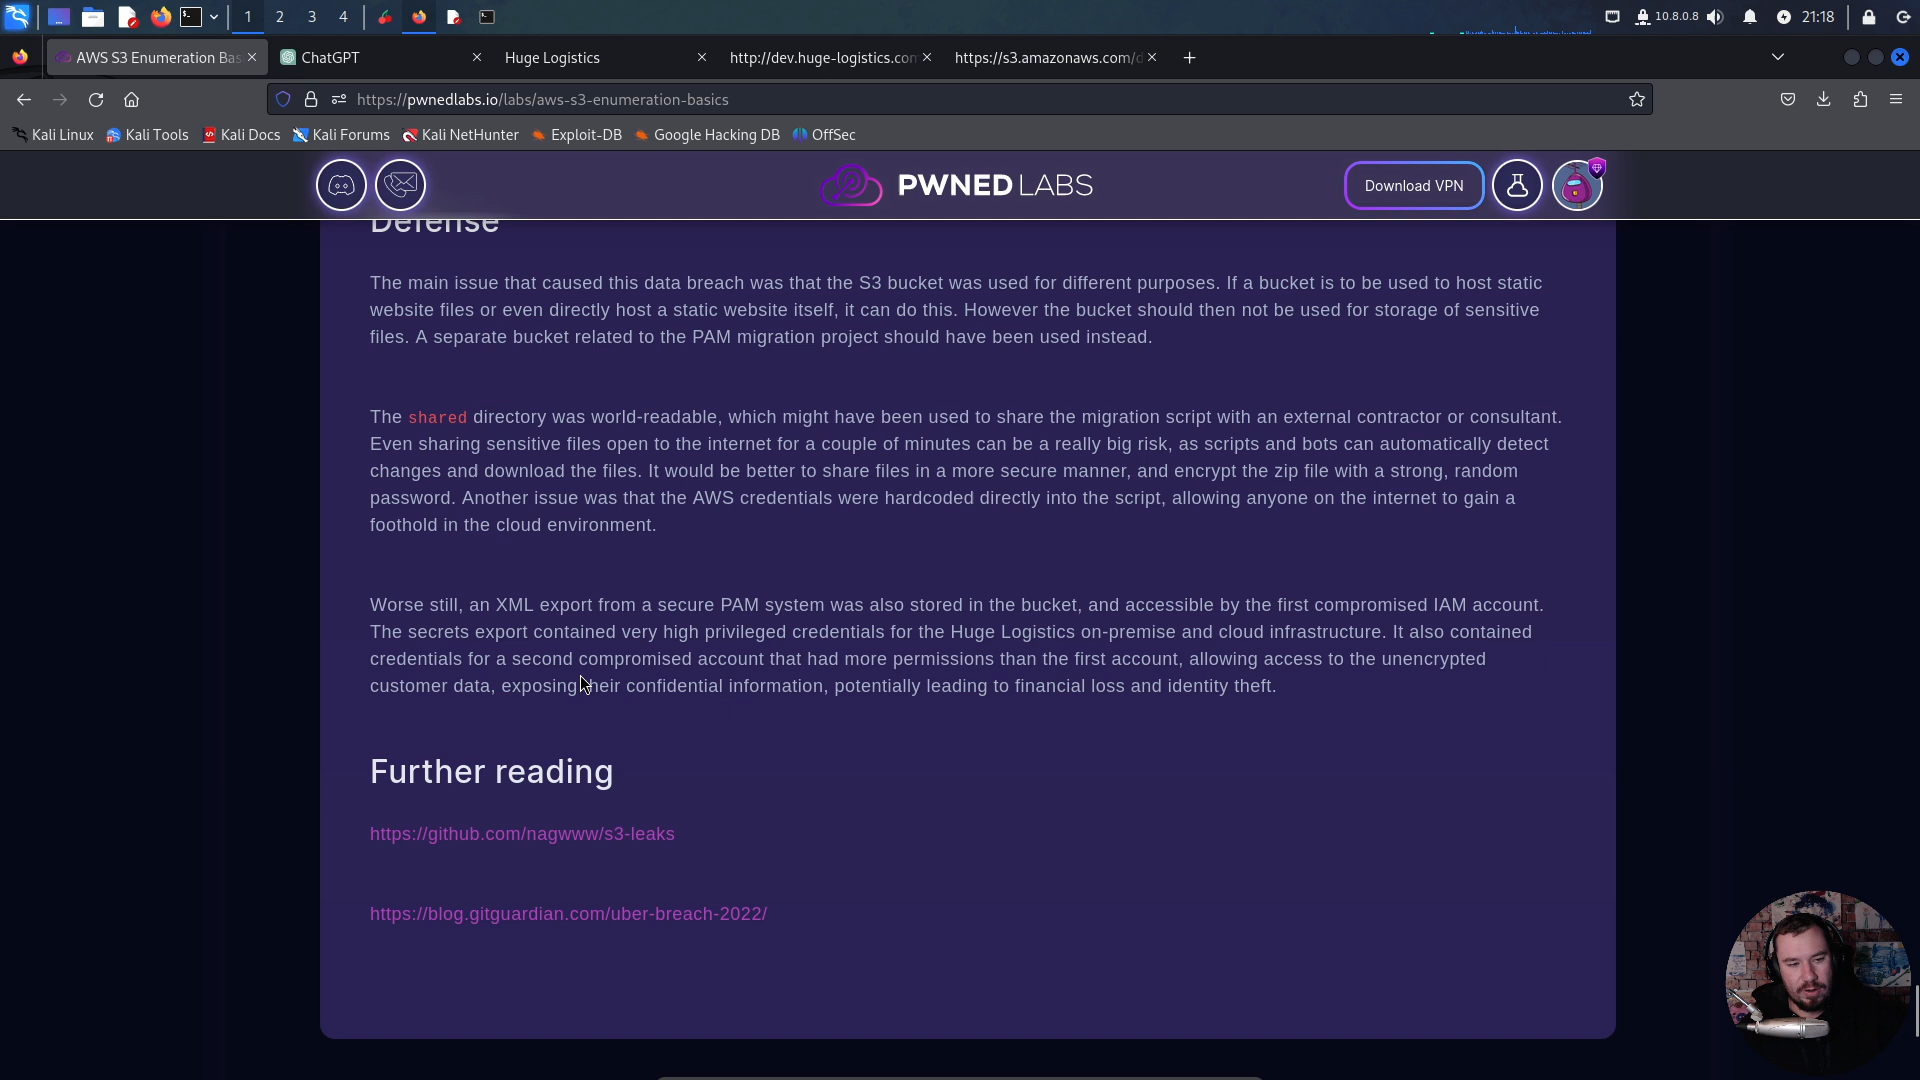 1
2
3
4
10.8.0.8
21:18
AWS S3 Enumeration Bas
ChatGPT
Huge Logistics
http://dev.huge-logistics.com
https://s3.amazonaws.com/d
https://pwnedlabs.io/labs/aws-s3-enumeration-basics
Kali Linux
Kali Tools
Kali Docs
Kali Forums
Kali NetHunter
Exploit-DB
Google Hacking DB
OffSec
PWNED LABS
Download VPN
Defense
The main issue that caused this data breach was that the S3 bucket was used for different purposes. If a bucket is to be used to host static
website files or even directly host a static website itself, it can do this. However the bucket should then not be used for storage of sensitive
files. A separate bucket related to the PAM migration project should have been used instead.
The shared directory was world-readable, which might have been used to share the migration script with an external contractor or consultant.
Even sharing sensitive files open to the internet for a couple of minutes can be a really big risk, as scripts and bots can automatically detect
changes and download the files. It would be better to share files in a more secure manner, and encrypt the zip file with a strong, random
password. Another issue was that the AWS credentials were hardcoded directly into the script, allowing anyone on the internet to gain a
foothold in the cloud environment.
Worse still, an XML export from a secure PAM system was also stored in the bucket, and accessible by the first compromised IAM account.
The secrets export contained very high privileged credentials for the Huge Logistics on-premise and cloud infrastructure. It also contained
credentials for a second compromised account that had more permissions than the first account, allowing access to the unencrypted
customer data, exposing their confidential information, potentially leading to financial loss and identity theft.
Further reading
https://github.com/nagwww/s3-leaks
https://blog.gitguardian.com/uber-breach-2022/